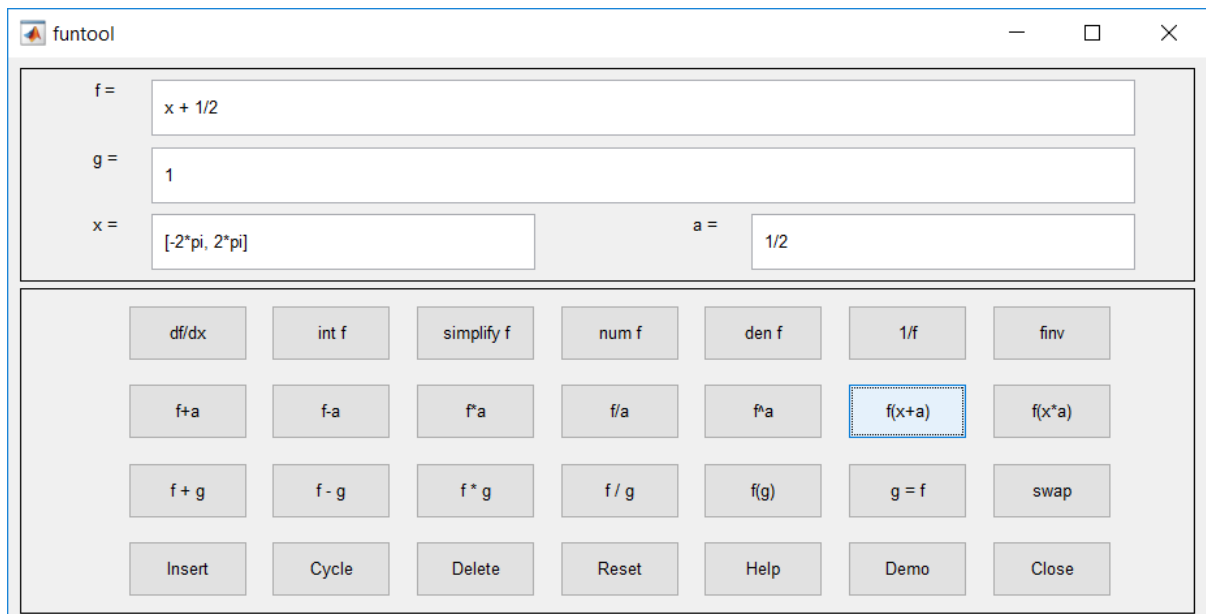 funtool
f =
x + 1/2
g =
1
x =
[-2*pi, 2*pi]
a =
1/2
df/dx int f simplify f num f den f 1/f finv
f+a f-a f*a f/a f^a f(x+a) f(x*a)
f + g f - g f * g f / g f(g) g = f swap
Insert Cycle Delete Reset Help Demo Close